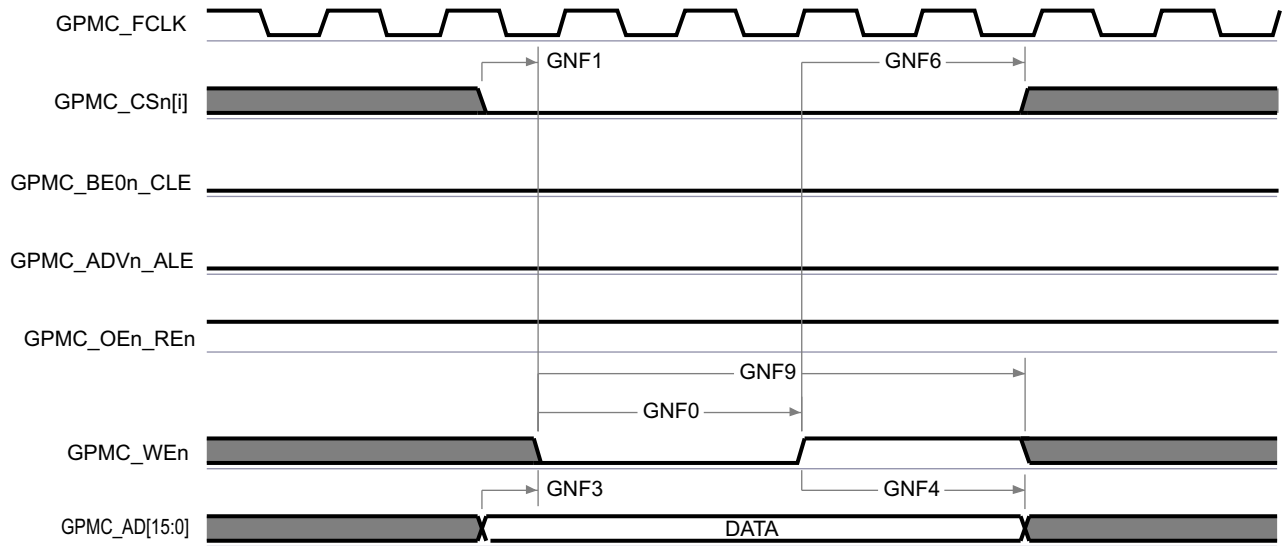 GPMC_FCLK
GNF1
GNF6
GPMC_CSn[i]
GPMC_BE0n_CLE
GPMC_ADVn_ALE
GPMC_OEn_REn
GNF9
GNF0
GPMC_WEn
GNF3
GNF4
GPMC_AD[15:0]
DATA